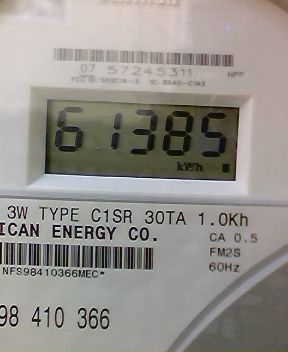 07 57245311 HPP
61385
kWh
3W TYPE C1SR 30TA 1.0Kh
ICAN ENERGY CO.
CA 0.5
FM2S
60Hz
NFS98410366MEC*
98 410 366